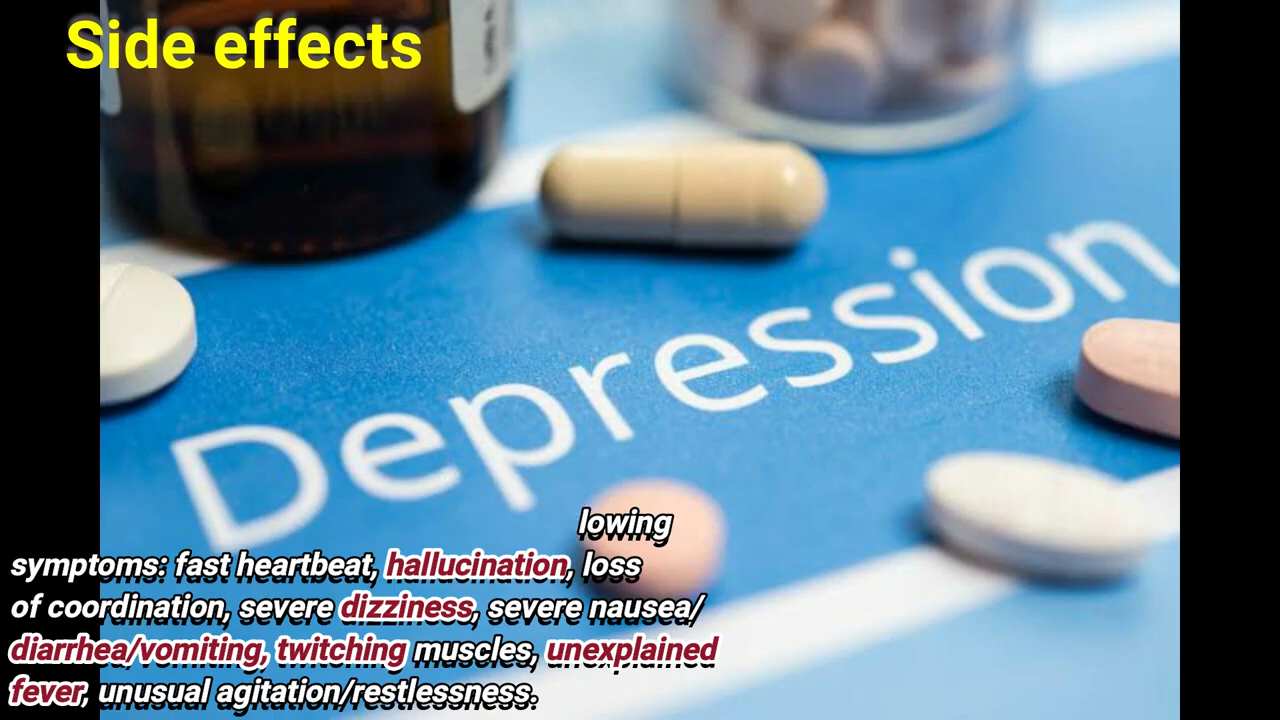 Side effects
Depression
lowing
symptoms: fast heartbeat, hallucination, loss
of coordination, severe dizziness, severe nausea/
diarrhea/vomiting, twitching muscles, unexplained
fever, unusual agitation/restlessness.